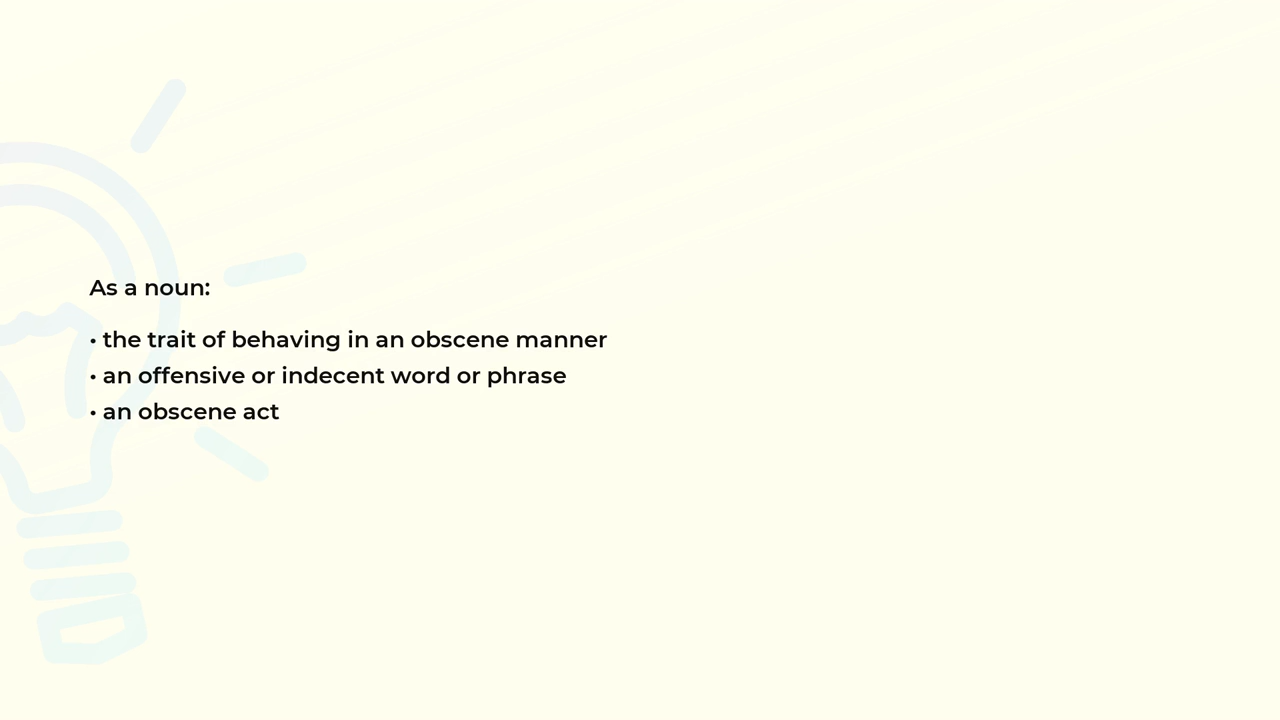 As a noun:
• the trait of behaving in an obscene manner
• an offensive or indecent word or phrase
• an obscene act